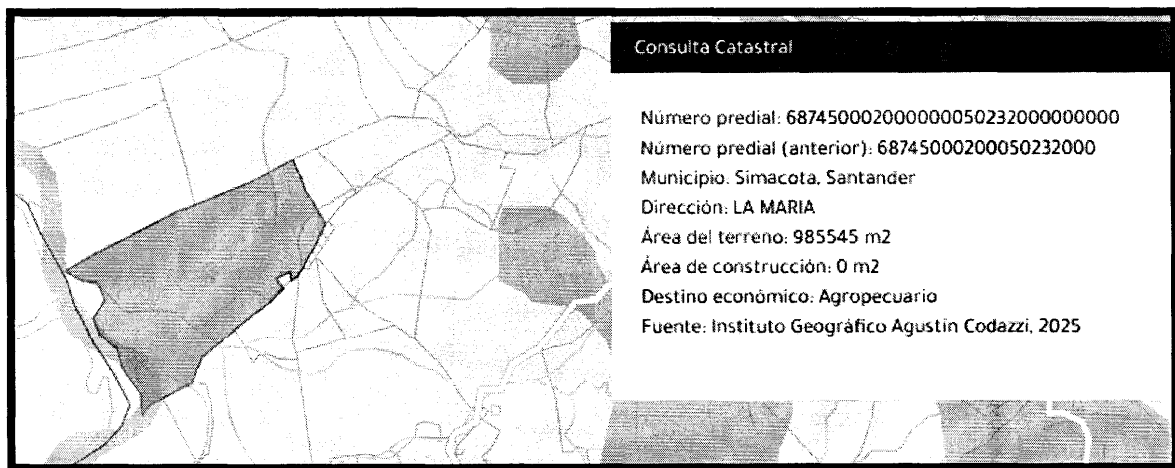 Consulta Catastral
Número predial: 687450002000000050232000000000
Número predial (anterior): 68745000200050232000
Municipio: Simacota, Santander
Dirección: LA MARIA
Área del terreno: 985545 m2
Área de construcción: 0 m2
Destino económico: Agropecuario
Fuente: Instituto Geográfico Agustín Codazzi, 2025